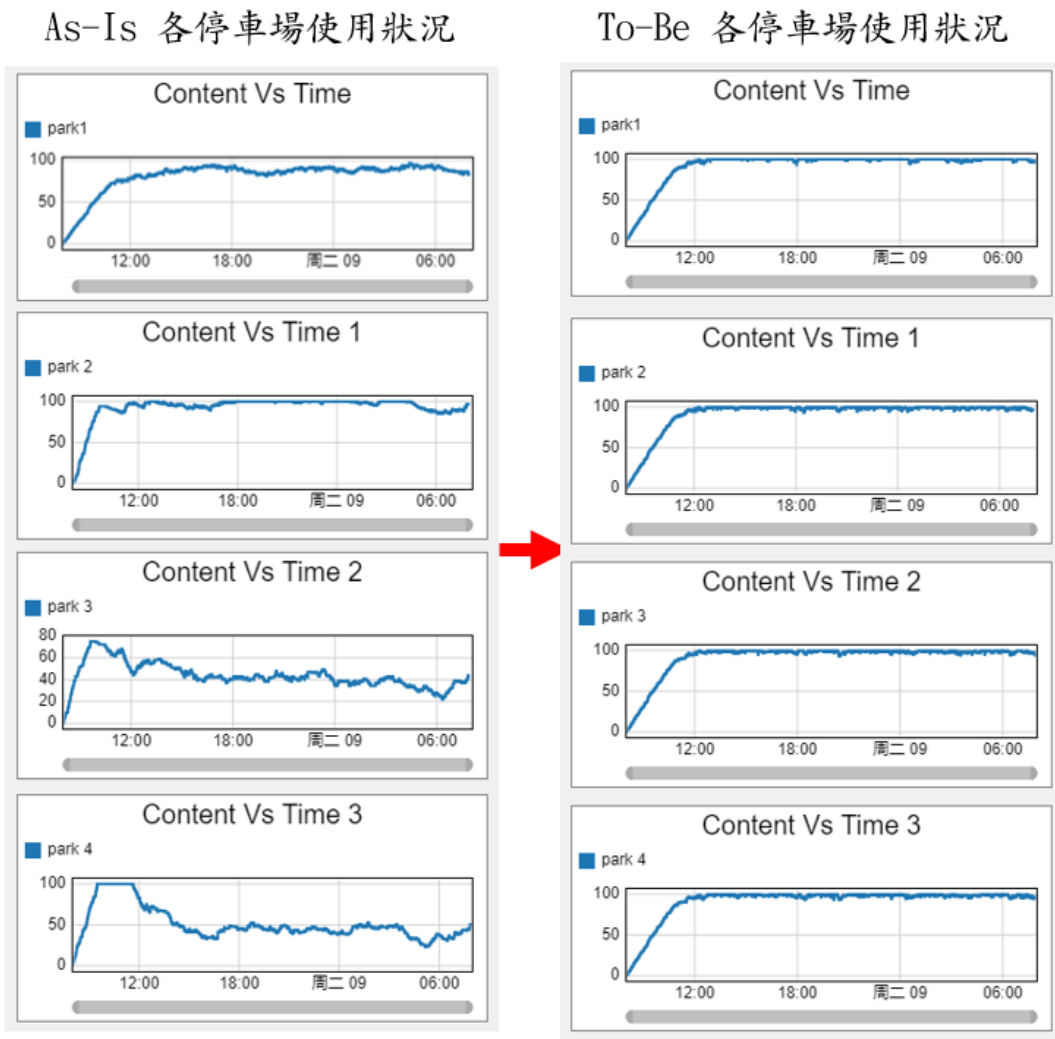 As-Is 各停車場使用狀況
Content Vs Time
park1
100
50
0
12:00 18:00 周二 09 06:00
Content Vs Time 1
park 2
100
50
0
12:00 18:00 周二 09 06:00
Content Vs Time 2
park 3
80
60
40
20
0
12:00 18:00 周二 09 06:00
Content Vs Time 3
park 4
100
50
0
12:00 18:00 周二 09 06:00
To-Be 各停車場使用狀況
Content Vs Time
park1
100
50
0
12:00 18:00 周二 09 06:00
Content Vs Time 1
park 2
100
50
0
12:00 18:00 周二 09 06:00
Content Vs Time 2
park 3
100
50
0
12:00 18:00 周二 09 06:00
Content Vs Time 3
park 4
100
50
0
12:00 18:00 周二 09 06:00